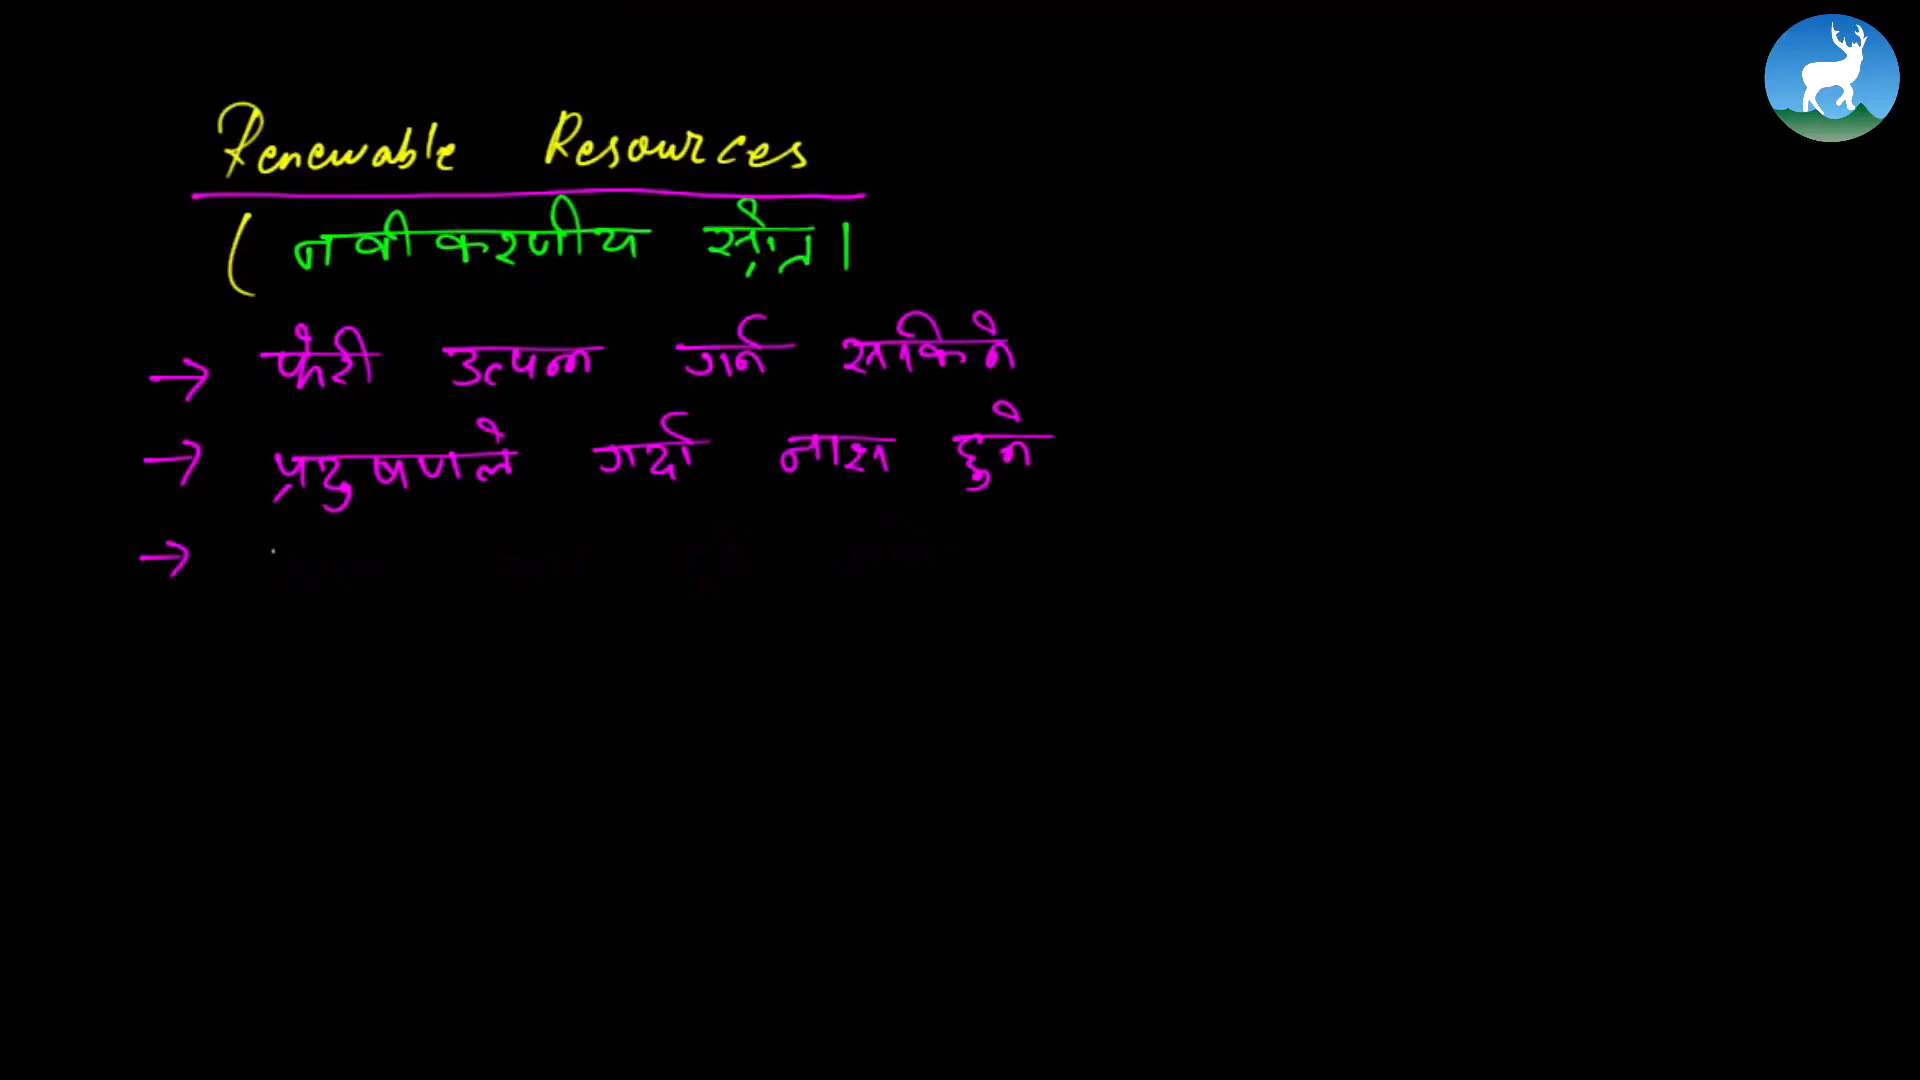 Renewable Resources
( नवीकरणीय स्रोत ।
→ फेरी उत्पन्न गर्न सकिने
→ प्रदुषणले गर्दा नाश हुने
→